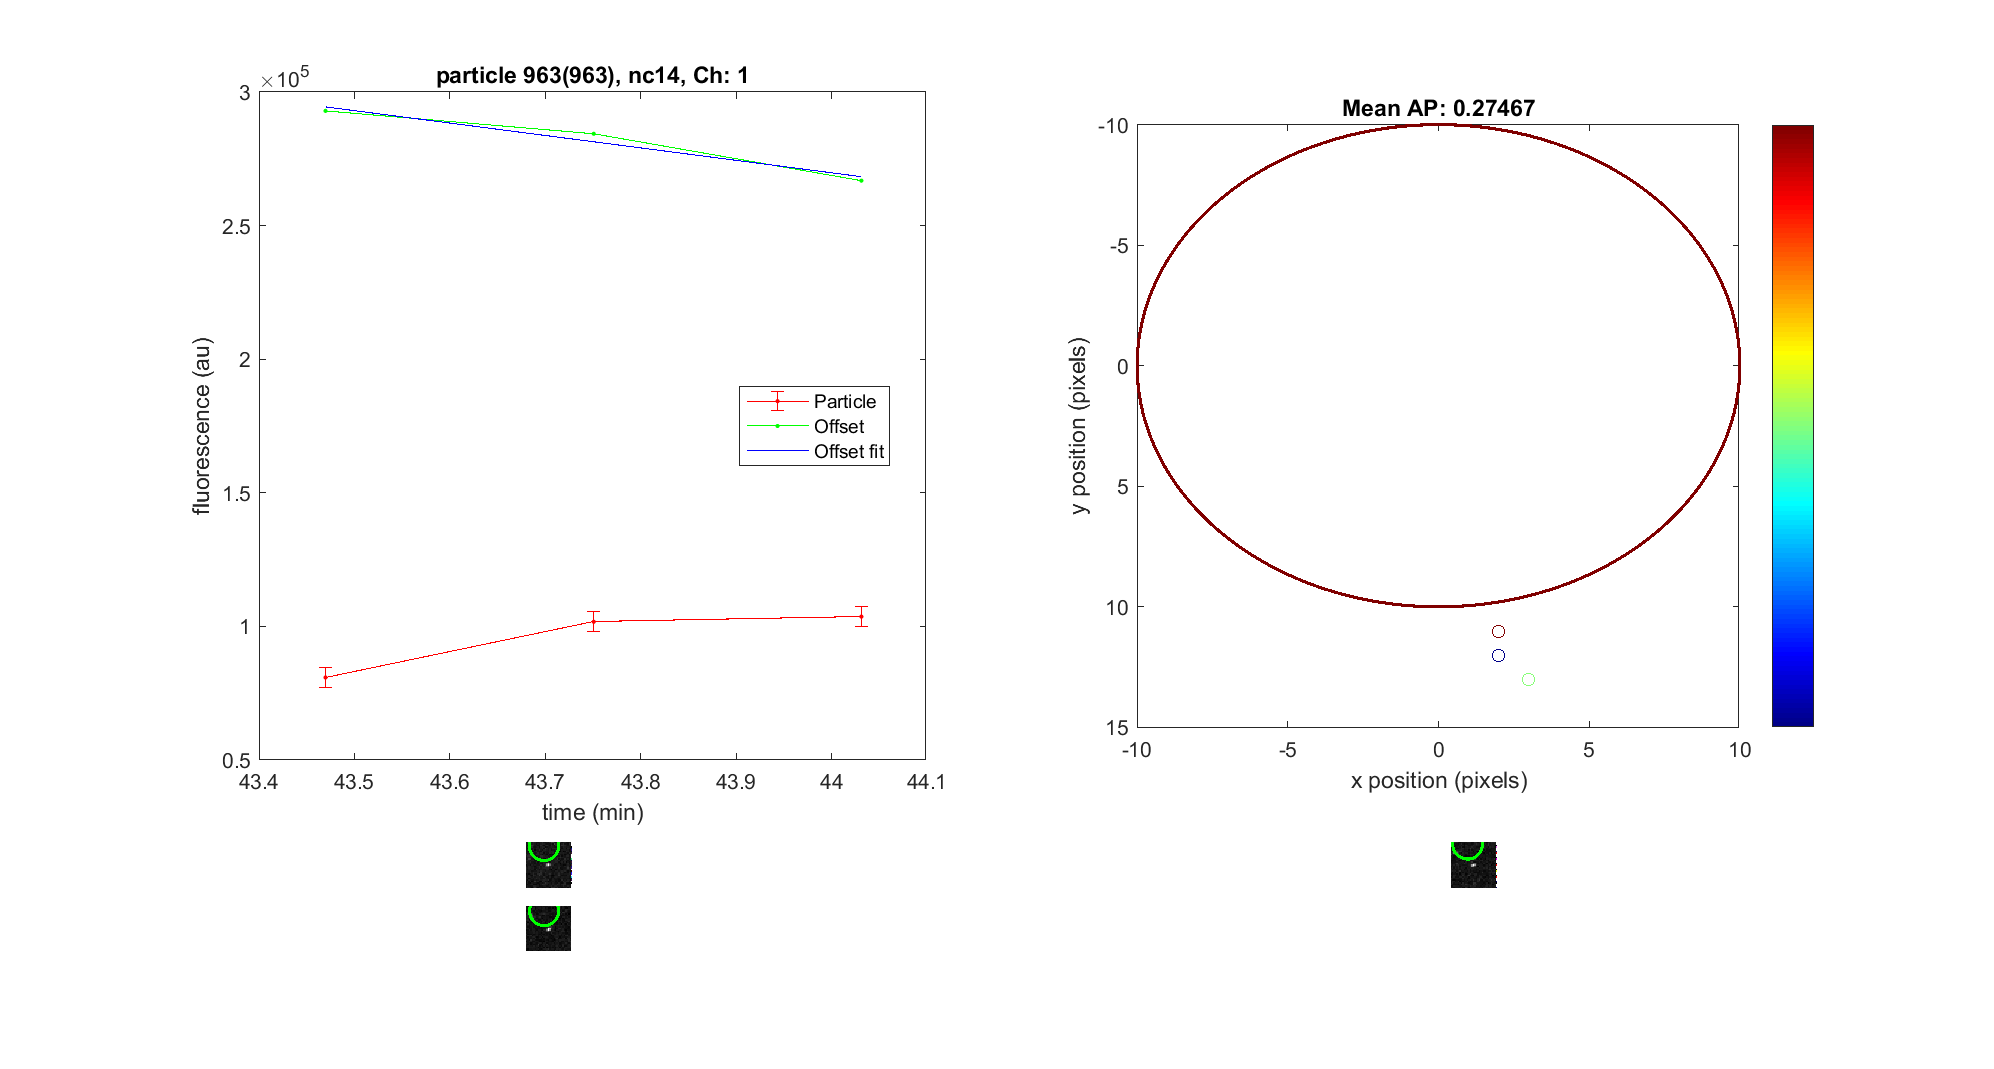 particle 963(963), nc14, Ch: 1
×10^5
3
2.5
2
1.5
1
0.5
fluorescence (au)
Particle
Offset
Offset fit
43.4 43.5 43.6 43.7 43.8 43.9 44 44.1
time (min)
Mean AP: 0.27467
-10
-5
0
5
10
15
y position (pixels)
-10 -5 0 5 10
x position (pixels)